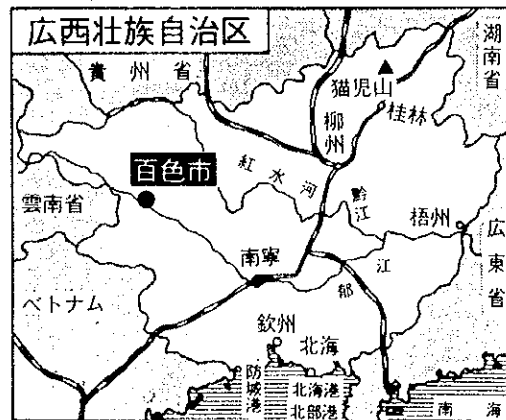 広西壮族自治区
湖南省
貴州省
猫児山
桂林
柳州
紅水河
百色市
黔江
雲南省
梧州
広東省
南寧
郁江
ベトナム
欽州
北海
防城港
北海港
北部港
南海